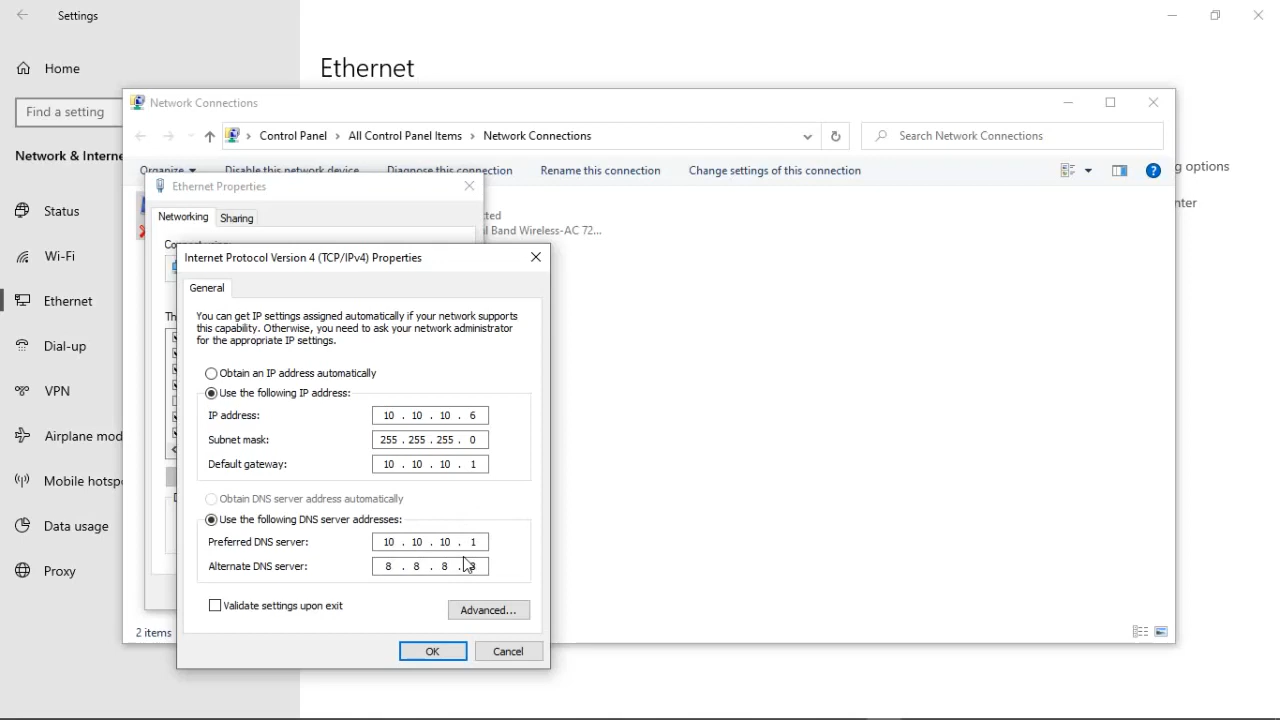 Settings
Home
Find a setting
Network & Interne
Status
Wi-Fi
Ethernet
Dial-up
VPN
Airplane mod
Mobile hotsp
Data usage
Proxy
Ethernet
g options
nter
Network Connections
Control Panel > All Control Panel Items > Network Connections
Search Network Connections
Organize Disable this network device Diagnose this connection Rename this connection Change settings of this connection
ted
l Band Wireless-AC 72...
2 items
Ethernet Properties
Networking Sharing
Connect using:
Th
Internet Protocol Version 4 (TCP/IPv4) Properties
General
You can get IP settings assigned automatically if your network supports
this capability. Otherwise, you need to ask your network administrator
for the appropriate IP settings.
Obtain an IP address automatically
Use the following IP address:
IP address: 10 . 10 . 10 . 6
Subnet mask: 255 . 255 . 255 . 0
Default gateway: 10 . 10 . 10 . 1
Obtain DNS server address automatically
Use the following DNS server addresses:
Preferred DNS server: 10 . 10 . 10 . 1
Alternate DNS server: 8 . 8 . 8 .
Validate settings upon exit
Advanced...
OK Cancel